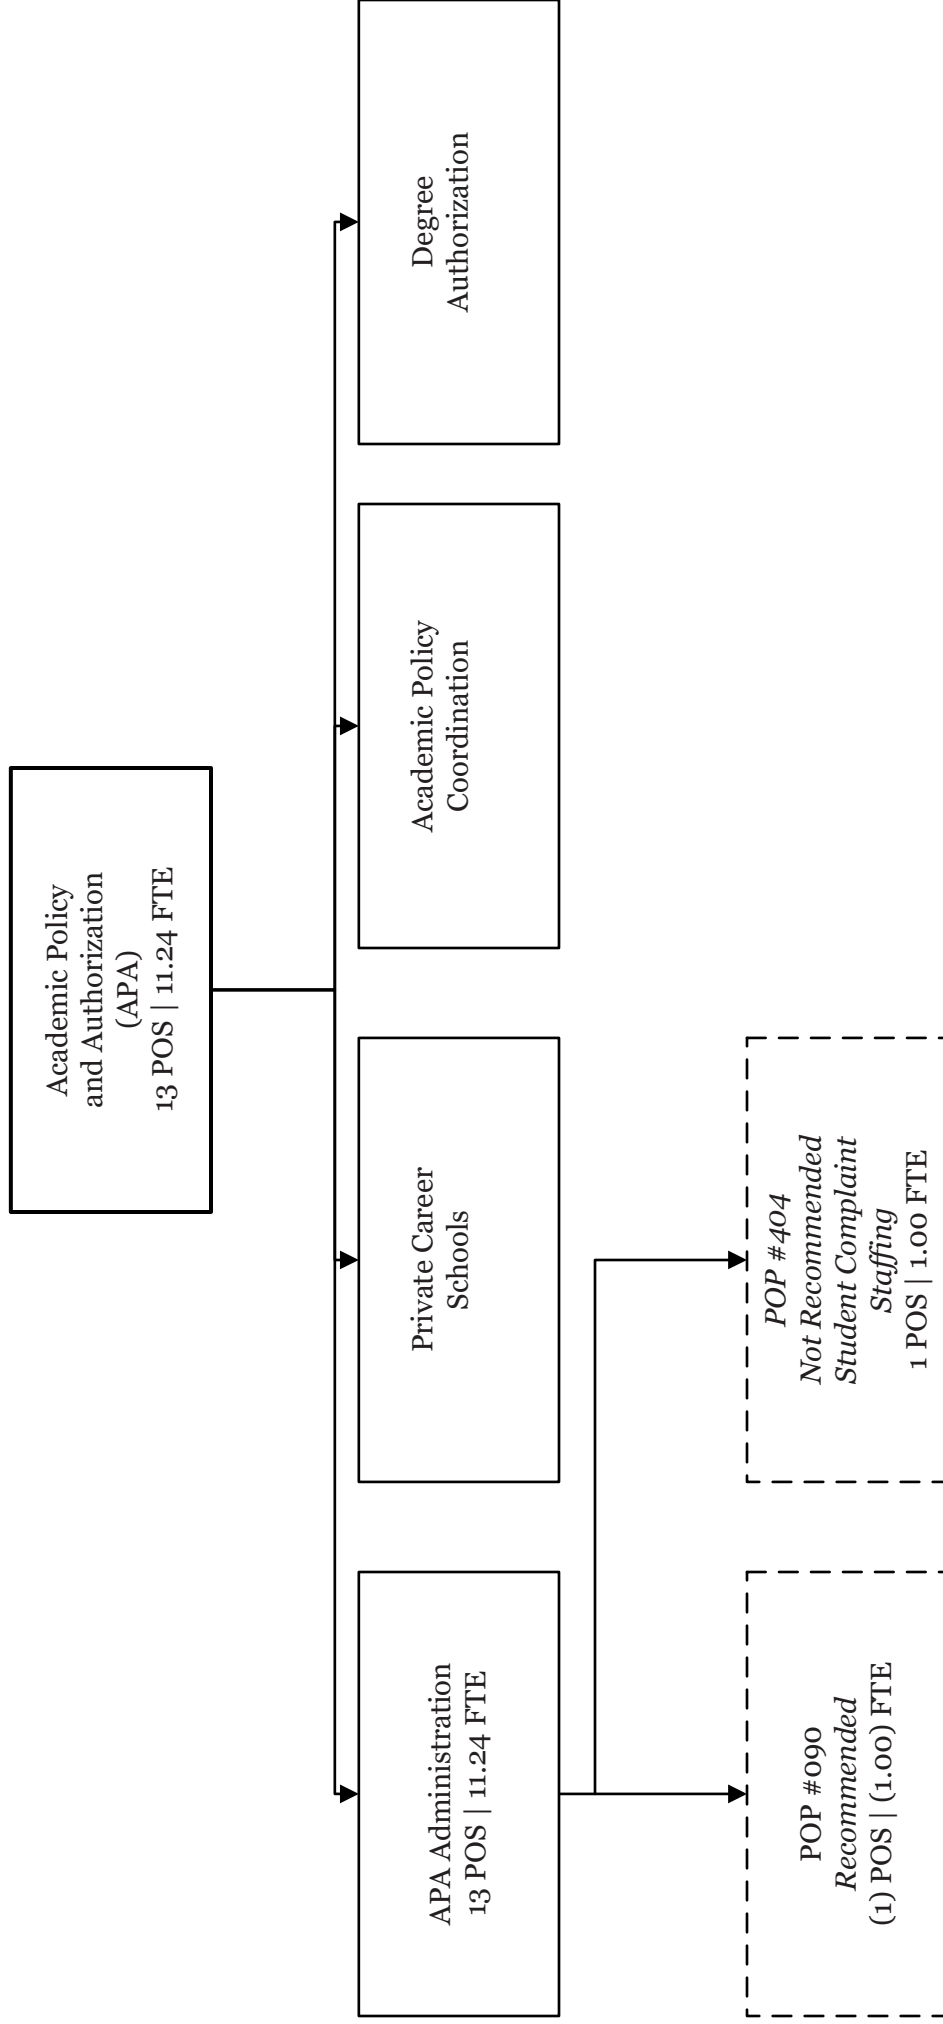 Academic Policy
and Authorization
(APA)
13 POS | 11.24 FTE
APA Administration
13 POS | 11.24 FTE
Private Career
Schools
Academic Policy
Coordination
Degree
Authorization
POP #090
Recommended
(1) POS | (1.00) FTE
POP #404
Not Recommended
Student Complaint
Staffing
1 POS | 1.00 FTE